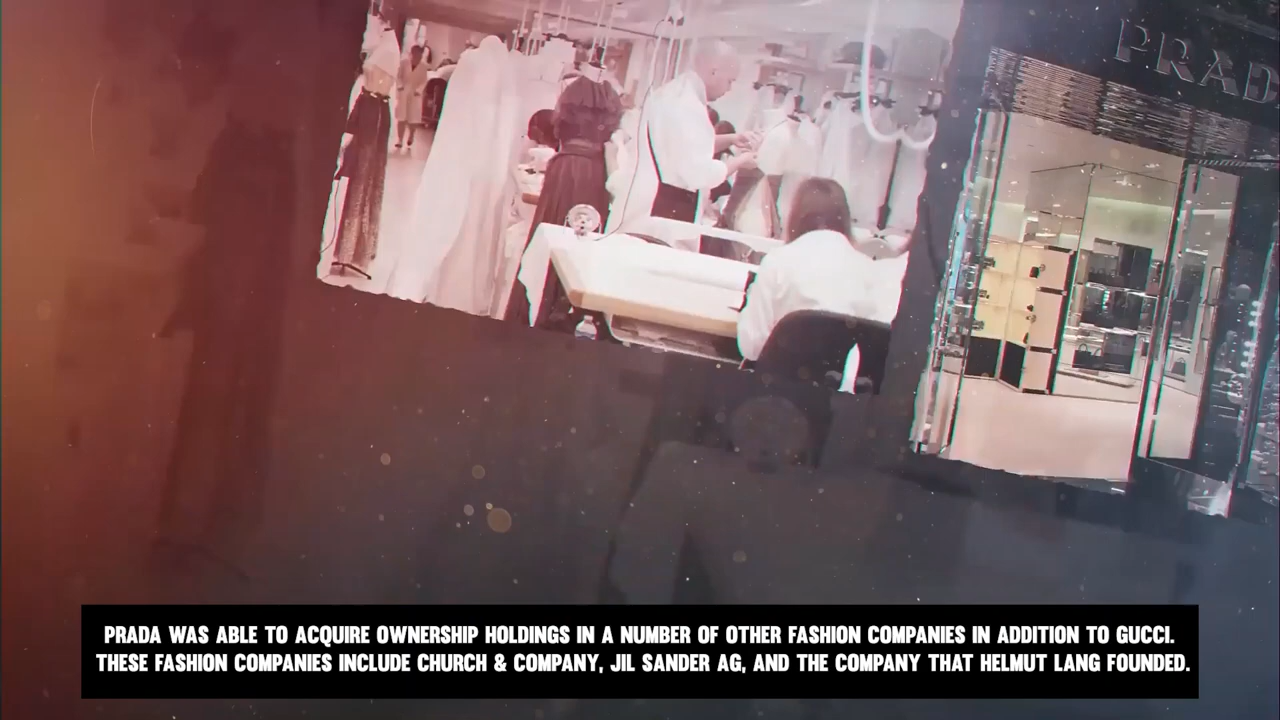 PRAD
PRADA WAS ABLE TO ACQUIRE OWNERSHIP HOLDINGS IN A NUMBER OF OTHER FASHION COMPANIES IN ADDITION TO GUCCI.
THESE FASHION COMPANIES INCLUDE CHURCH & COMPANY, JIL SANDER AG, AND THE COMPANY THAT HELMUT LANG FOUNDED.